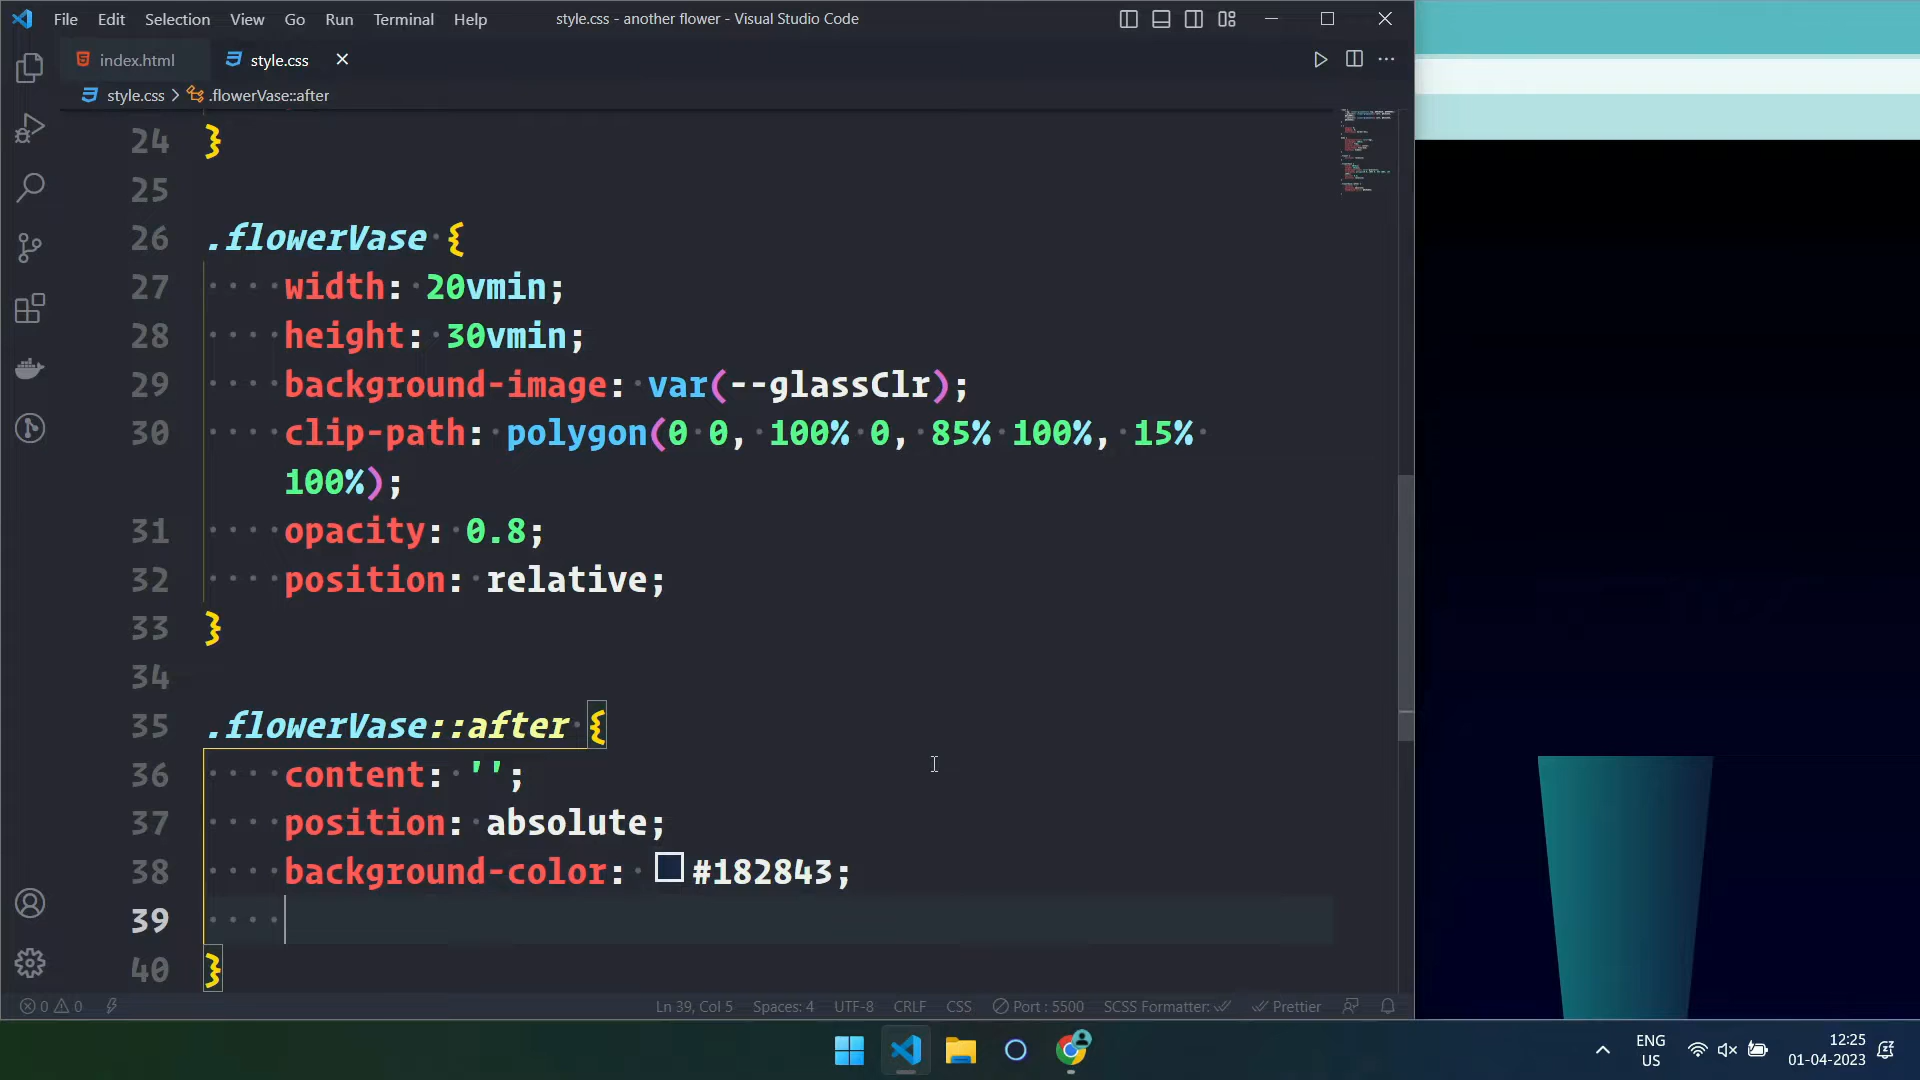 File Edit Selection View Go Run Terminal Help style.css - another flower - Visual Studio Code
index.html style.css
style.css > .flowerVase::after
24 }
25
26 .flowerVase {
27 width: 20vmin;
28 height: 30vmin;
29 background-image: var(--glassClr);
30 clip-path: polygon(0 0, 100% 0, 85% 100%, 15%
100%);
31 opacity: 0.8;
32 position: relative;
33 }
34
35 .flowerVase::after {
36 content: '';
37 position: absolute;
38 background-color: #182843;
39
40 }
0 0 Ln 39, Col 5 Spaces: 4 UTF-8 CRLF CSS Port : 5500 SCSS Formatter: Prettier
ENG
US
12:25
01-04-2023